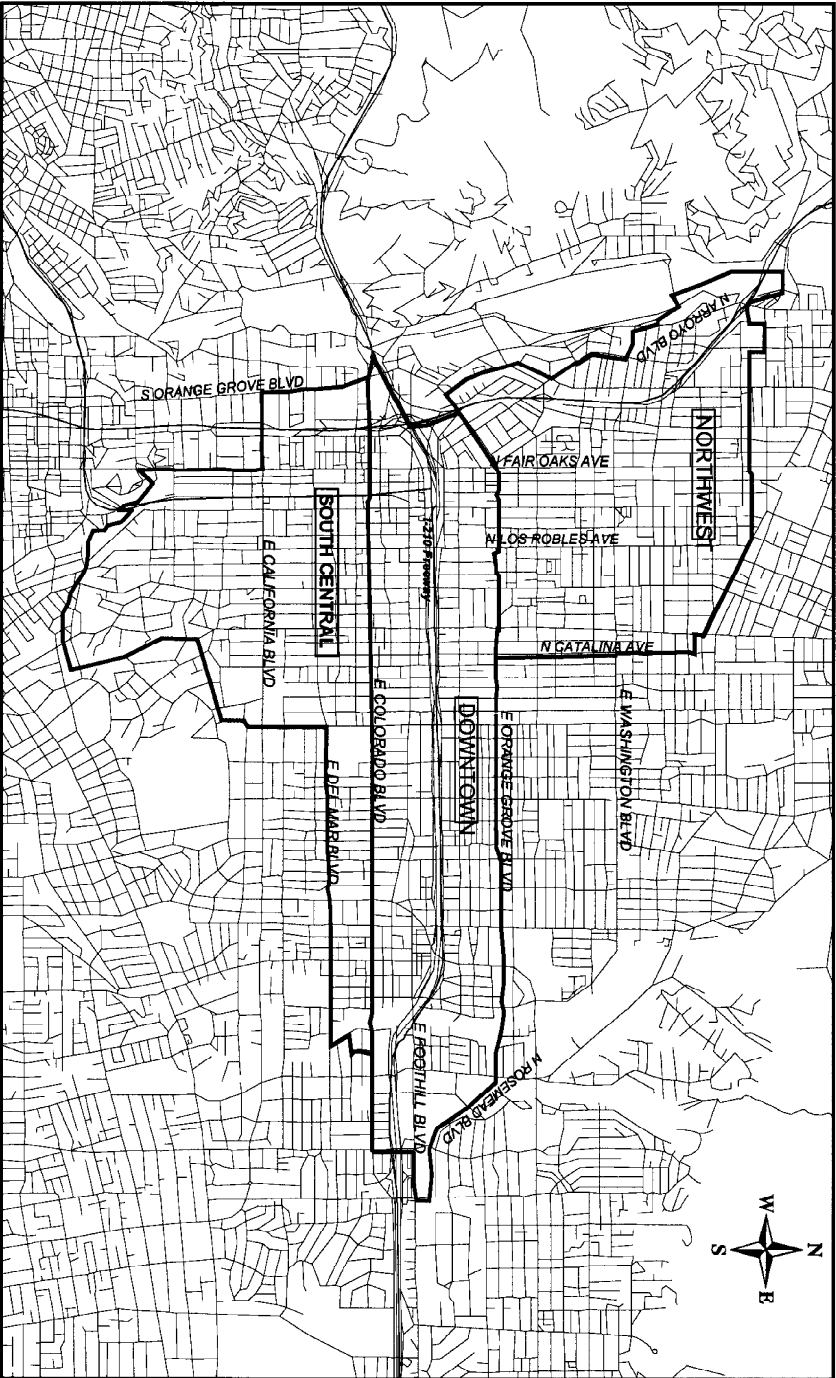 N
W
E
S
N ARROYO BLVD
NORTHWEST
N FAIR OAKS AVE
N LOS ROBLES AVE
N CATALINA AVE
E WASHINGTON BLVD
E ORANGE GROVE BLVD
N ROSEMEAD BLVD
DOWNTOWN
I-210 Freeway
E FOOTHILL BLVD
E COLORADO BLVD
S ORANGE GROVE BLVD
SOUTH CENTRAL
E DEL MAR BLVD
E CALIFORNIA BLVD